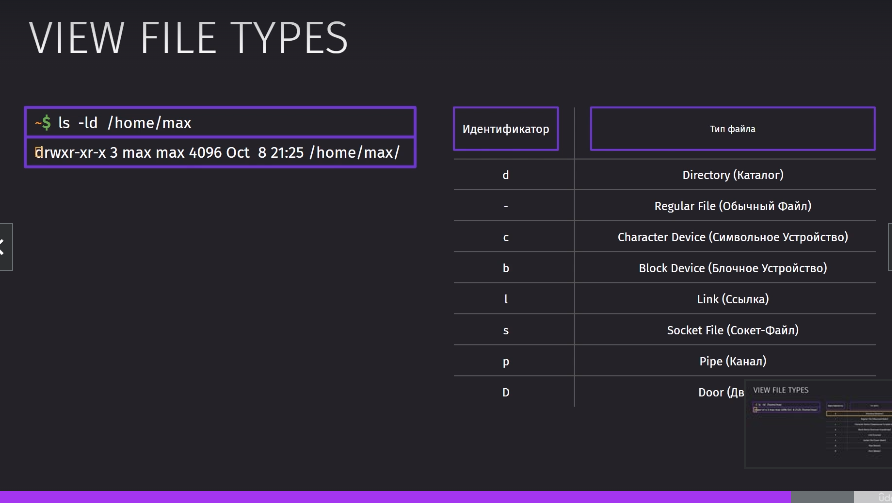 VIEW FILE TYPES
~$ ls -ld /home/max
drwxr-xr-x 3 max max 4096 Oct 8 21:25 /home/max/
Идентификатор Тип файла
d Directory (Каталог)
- Regular File (Обычный Файл)
c Character Device (Символьное Устройство)
b Block Device (Блочное Устройство)
l Link (Ссылка)
s Socket File (Сокет-Файл)
p Pipe (Канал)
D Door (Дв
VIEW FILE TYPES